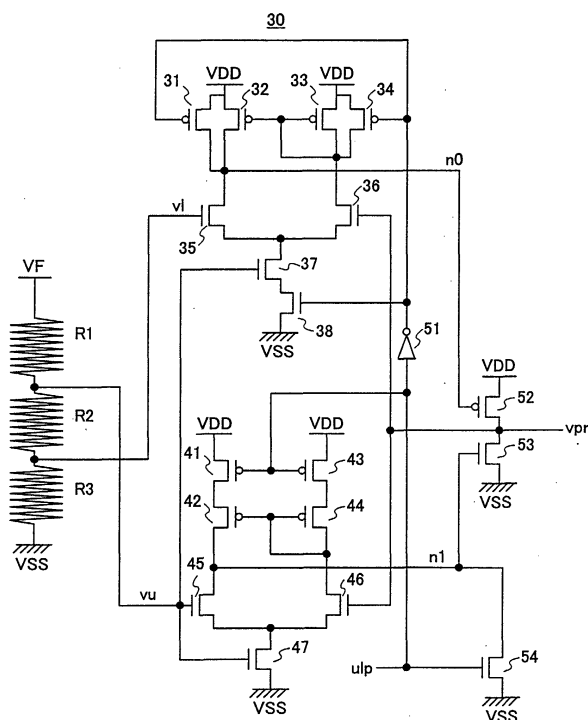 30
VDD
VDD
31
32
33
34
n0
vl
35
36
37
38
VSS
VF
R1
R2
R3
VSS
51
VDD
52
vpr
53
VSS
VDD
VDD
41
43
42
44
n1
vu
45
46
47
VSS
ulp
54
VSS